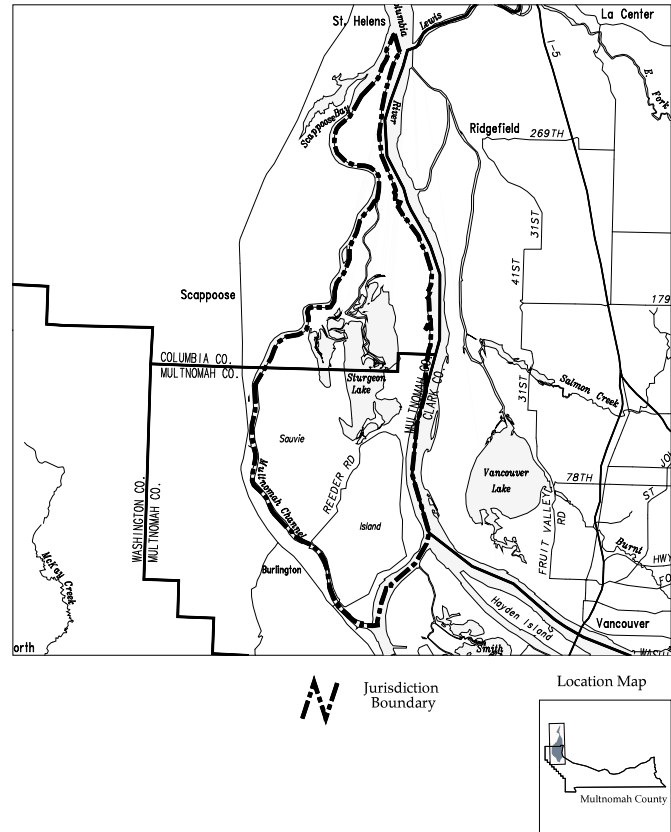 St. Helens
Columbia
Lewis
La Center
I-5
E. Fork
Scappoose Bay
River
Ridgefield
269TH
31ST
41ST
Scappoose
179
COLUMBIA CO.
MULTNOMAH CO.
MULTNOMAH CO.
CLARK CO.
Sturgeon
Lake
31ST
Salmon Creek
Sauvie
REEDER RD
Multnomah Channel
Vancouver
Lake
78TH
ST
WASHINGTON CO.
MULTNOMAH CO.
Island
FRUIT VALLEY
RD
Burnt
HWY
McKay Creek
Burlington
FO
Hayden Island
Vancouver
orth
Smith
Jurisdiction
Boundary
Location Map
Multnomah County